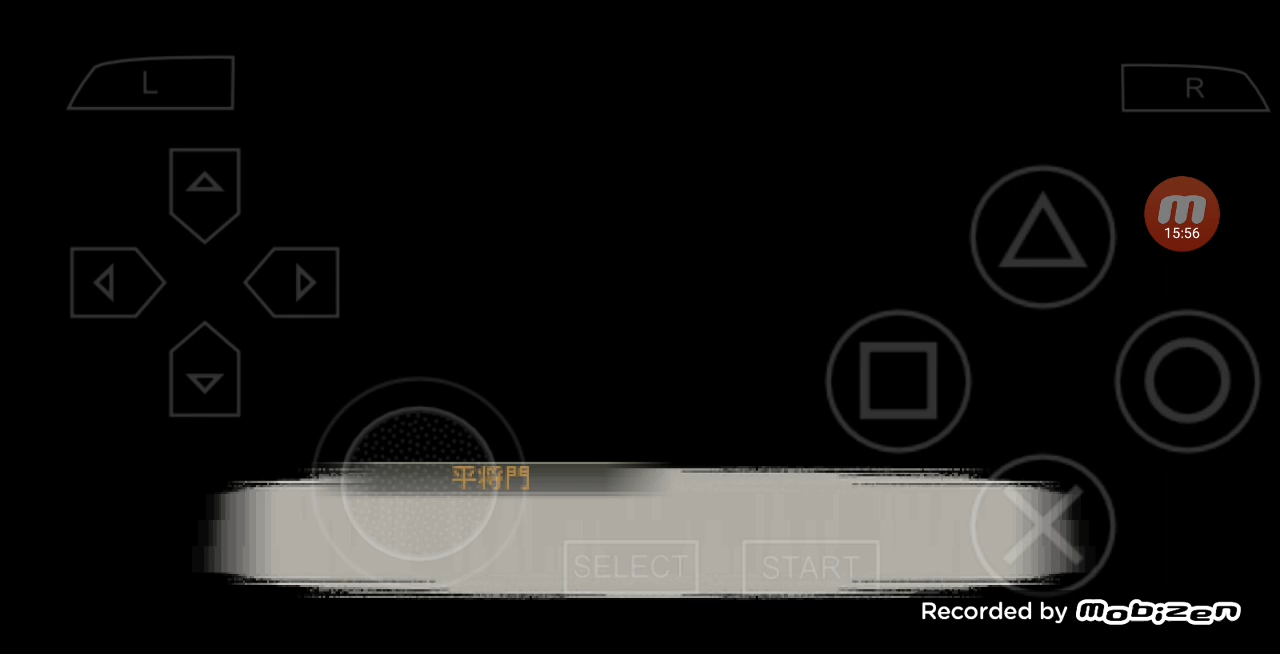 L
R
15:56
平将門
SELECT
START
Recorded by mobizen